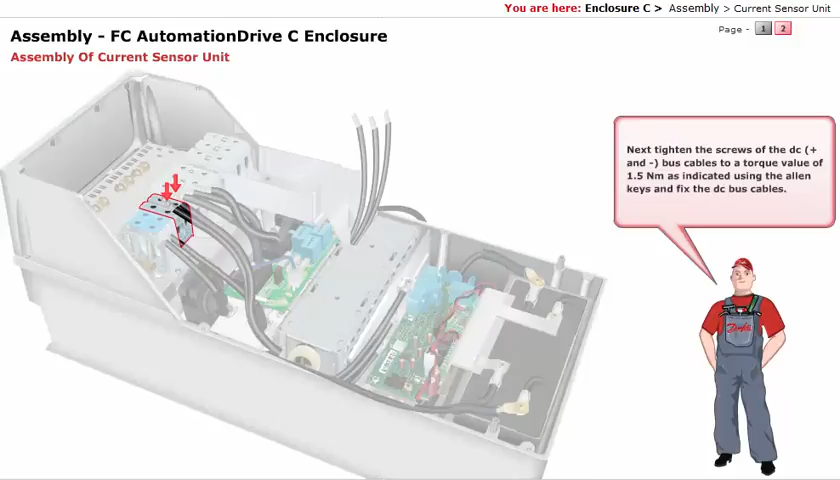 You are here: Enclosure C > Assembly > Current Sensor Unit
Assembly - FC AutomationDrive C Enclosure
Page - 1 2
Assembly Of Current Sensor Unit
Next tighten the screws of the dc (+
and -) bus cables to a torque value of
1.5 Nm as indicated using the allen
keys and fix the dc bus cables.
Danfoss